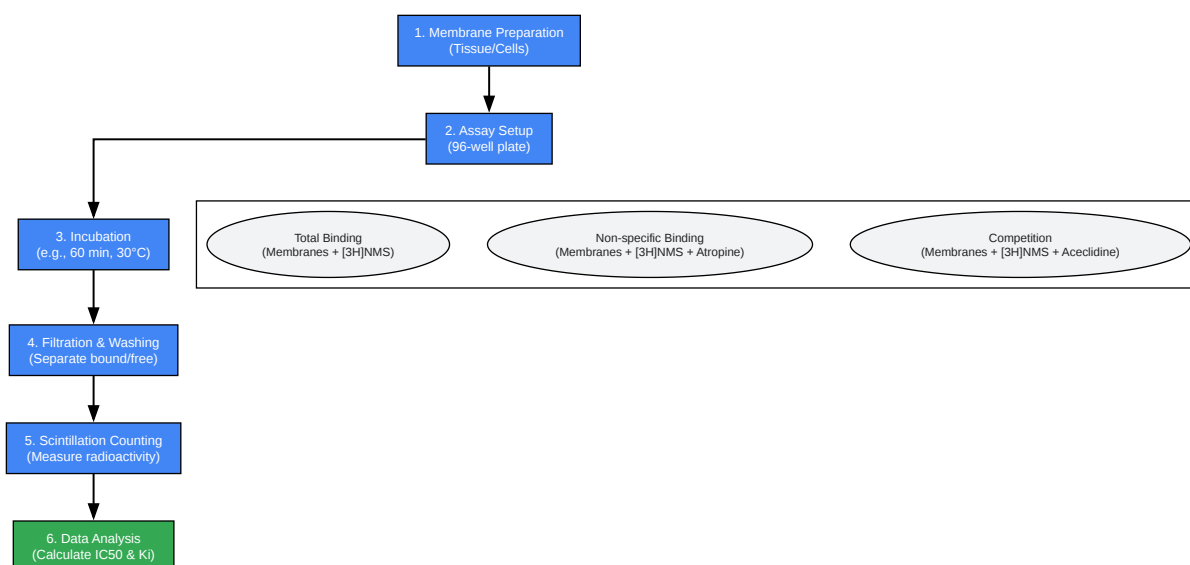 1. Membrane Preparation
(Tissue/Cells)
2. Assay Setup
(96-well plate)
3. Incubation
(e.g., 60 min, 30°C)
Total Binding
(Membranes + [3H]NMS)
Non-specific Binding
(Membranes + [3H]NMS + Atropine)
Competition
(Membranes + [3H]NMS + Aceclidine)
4. Filtration & Washing
(Separate bound/free)
5. Scintillation Counting
(Measure radioactivity)
6. Data Analysis
(Calculate IC50 & Ki)